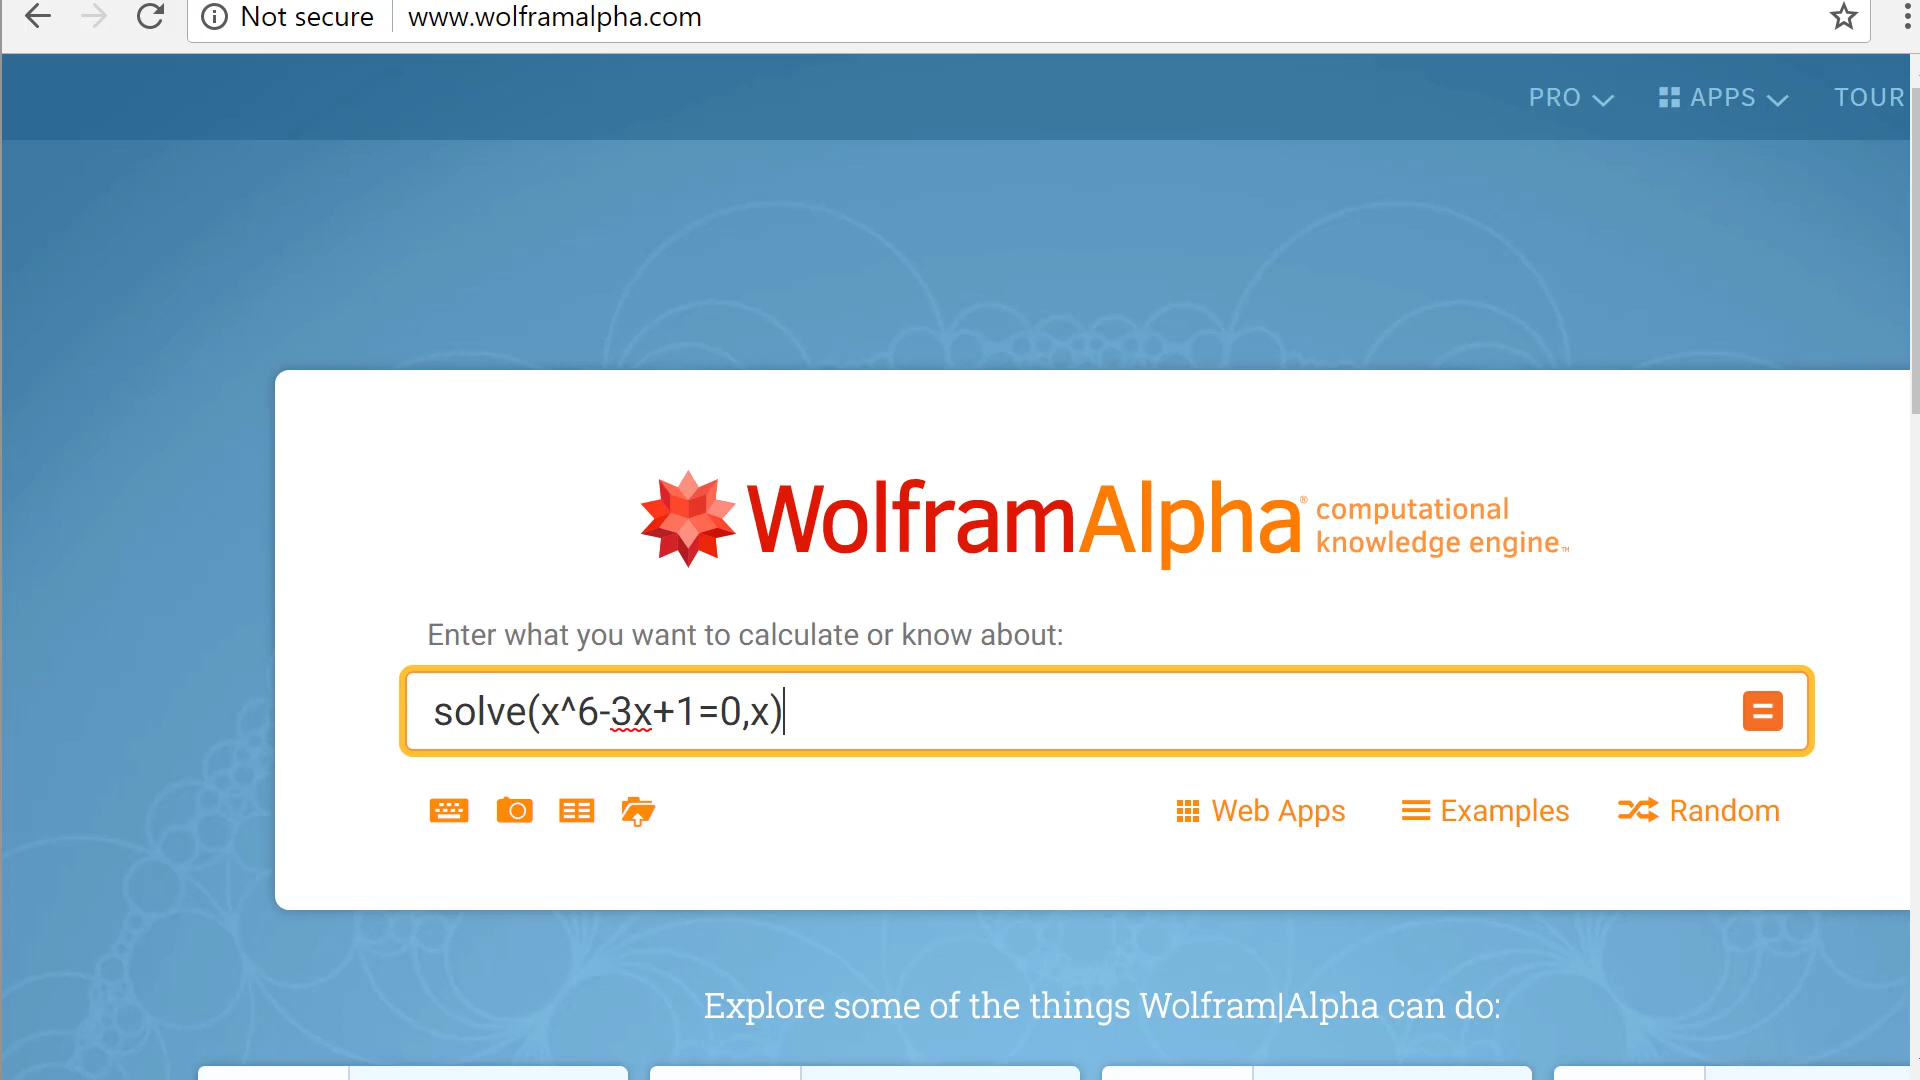 Not secure
www.wolframalpha.com
PRO
APPS
TOUR
WolframAlpha® computational knowledge engine™
Enter what you want to calculate or know about:
solve(x^6-3x+1=0,x)
Web Apps
Examples
Random
Explore some of the things Wolfram|Alpha can do: